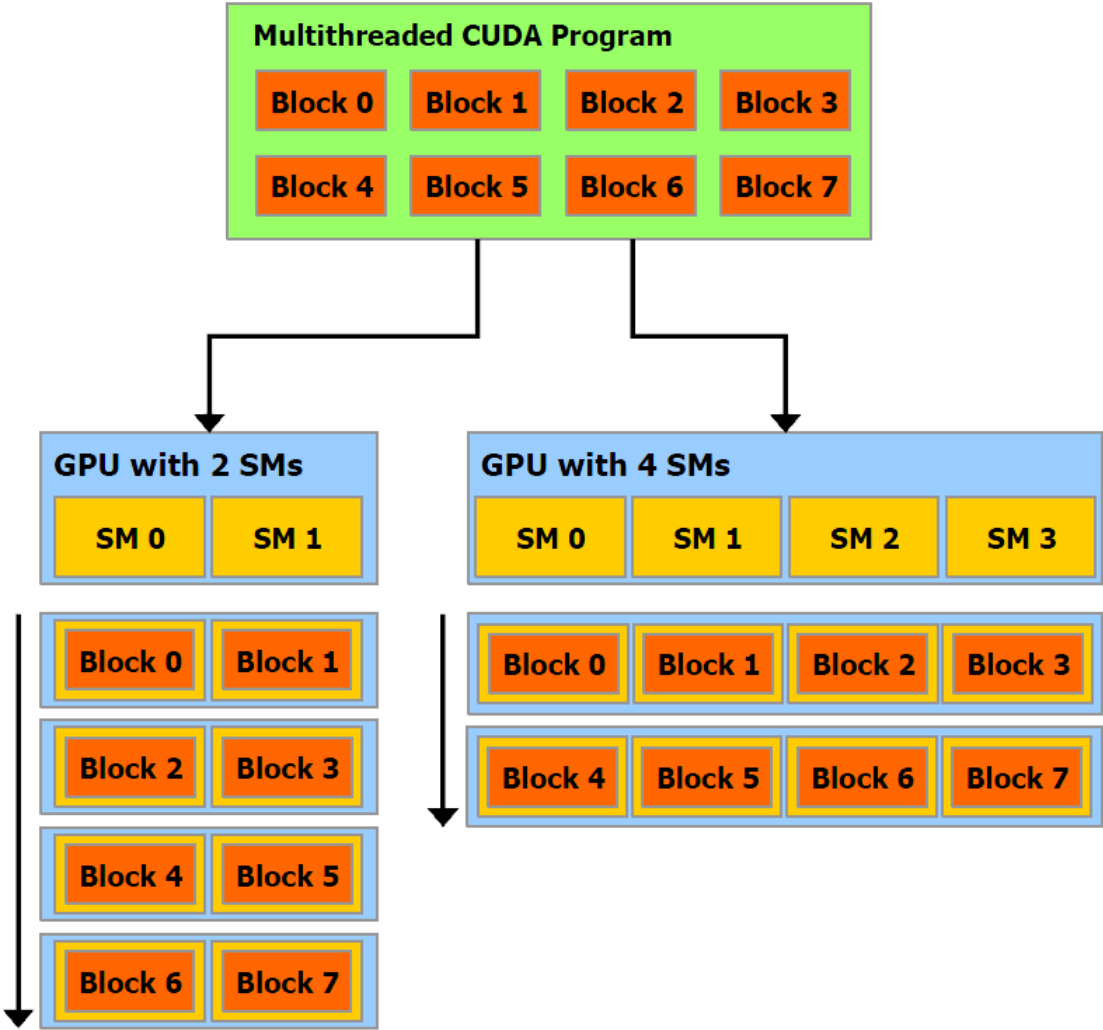 Multithreaded CUDA Program
Block 0 Block 1 Block 2 Block 3
Block 4 Block 5 Block 6 Block 7
GPU with 2 SMs
SM 0 SM 1
Block 0 Block 1
Block 2 Block 3
Block 4 Block 5
Block 6 Block 7
GPU with 4 SMs
SM 0 SM 1 SM 2 SM 3
Block 0 Block 1 Block 2 Block 3
Block 4 Block 5 Block 6 Block 7